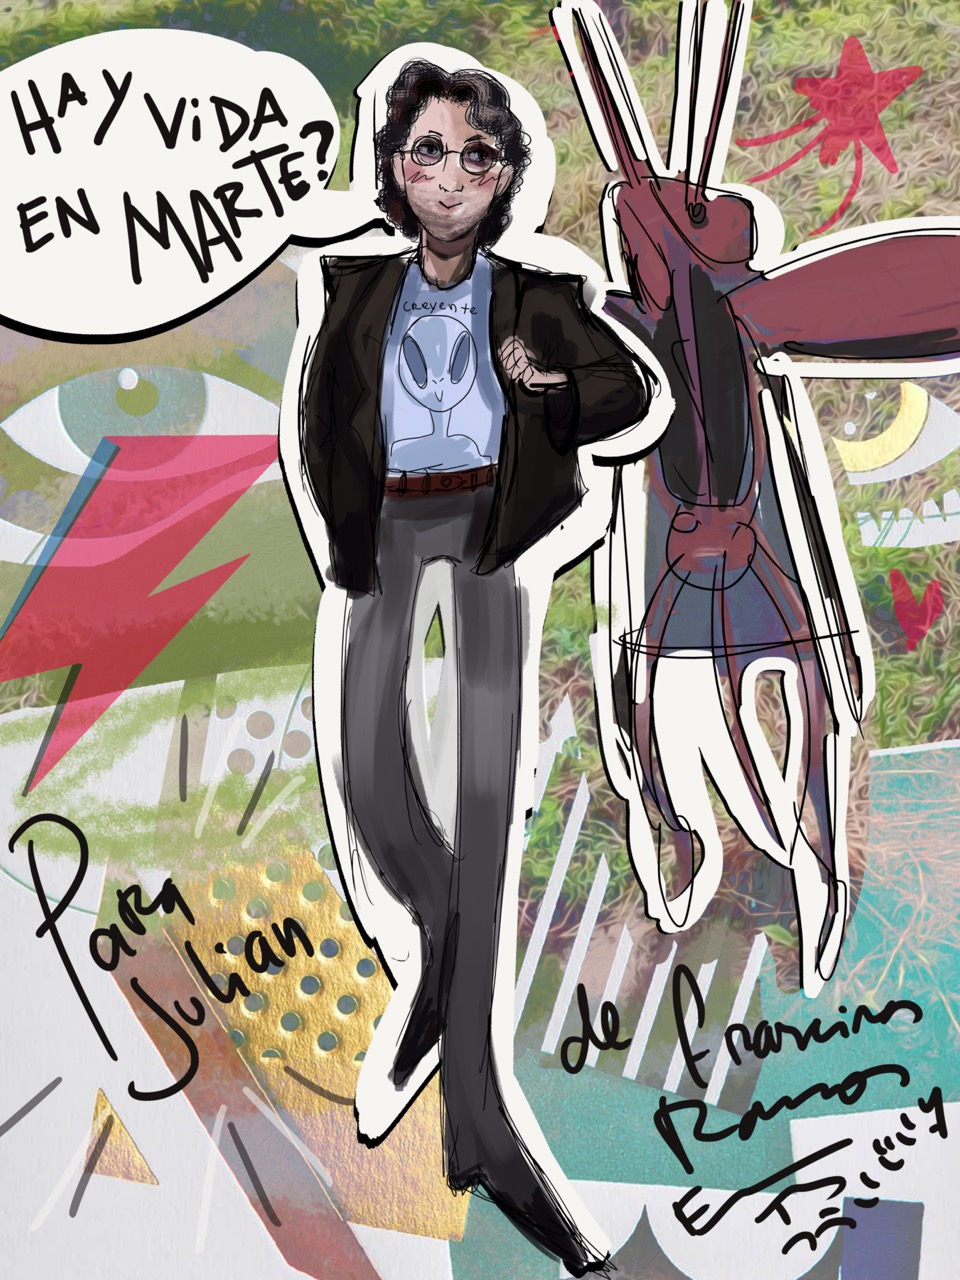 HAY ViDA
EN MARTE?
creyente
Para
Julian
de Francisco
Ramos